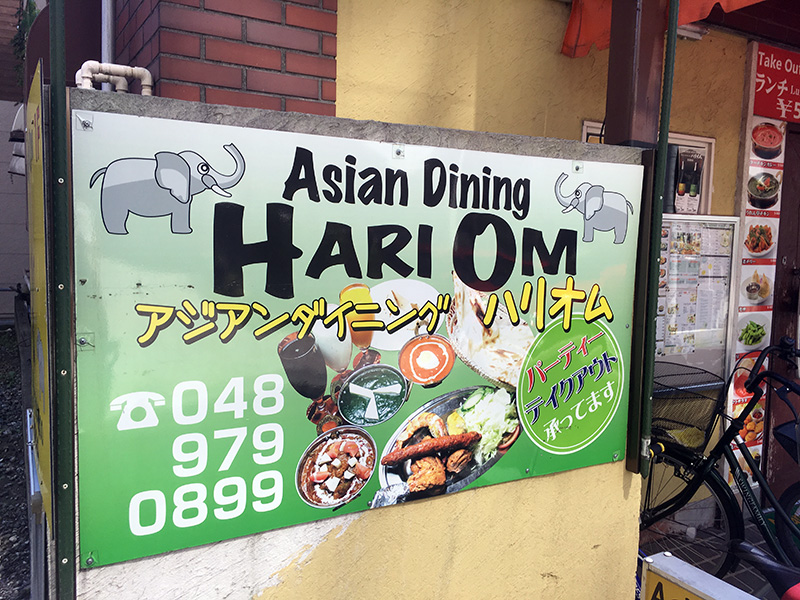 Asian Dining
HARI OM
アジアンダイニング ハリオム
パーティー
テイクアウト
承ってます
☎048
979
0899
Take Out
ランチ Lu
¥5